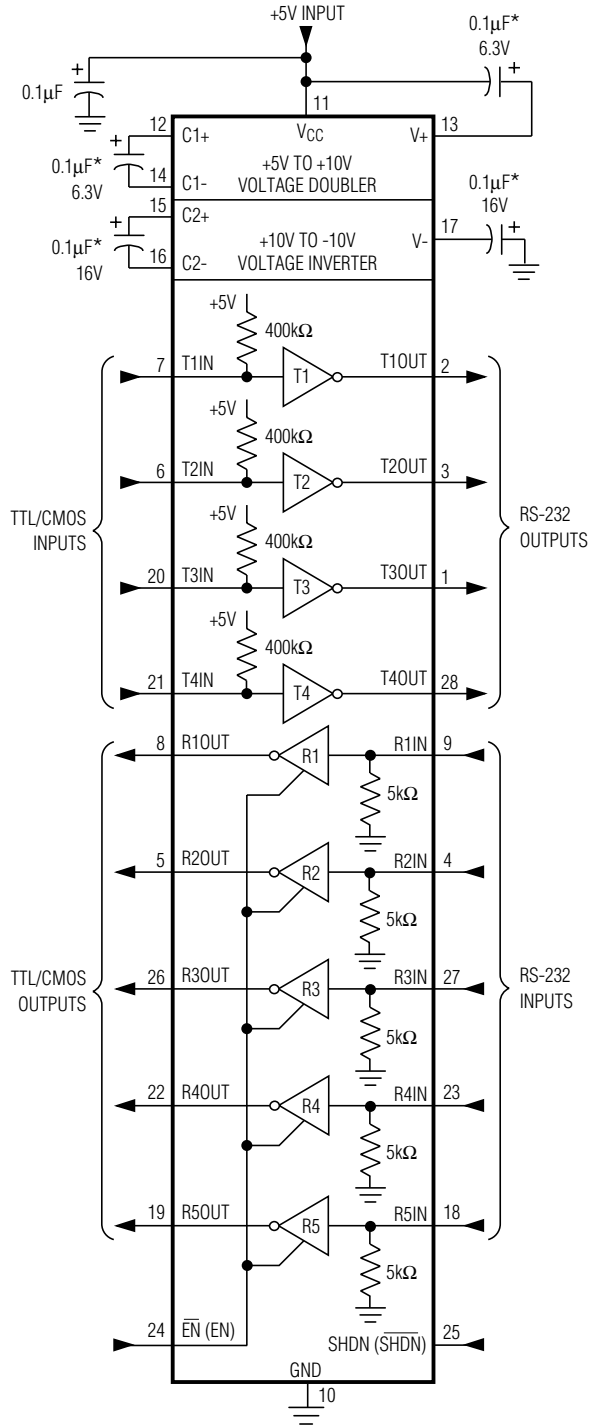 +5V INPUT
0.1µF*
6.3V
+
+
0.1µF
11
12
C1+
VCC
V+
13
+
0.1µF*
6.3V
+5V TO +10V
VOLTAGE DOUBLER
14
C1-
15
C2+
0.1µF*
16V
+
0.1µF*
16V
+10V TO -10V
VOLTAGE INVERTER
17
V-
+
16
C2-
+5V
400kΩ
7
T1IN
T1
T1OUT
2
+5V
400kΩ
6
T2IN
T2
T2OUT
3
TTL/CMOS
INPUTS
RS-232
OUTPUTS
+5V
400kΩ
20
T3IN
T3
T3OUT
1
+5V
400kΩ
21
T4IN
T4
T4OUT
28
8
R1OUT
R1
R1IN
9
5kΩ
5
R2OUT
R2
R2IN
4
5kΩ
TTL/CMOS
OUTPUTS
RS-232
INPUTS
26
R3OUT
R3
R3IN
27
5kΩ
22
R4OUT
R4
R4IN
23
5kΩ
19
R5OUT
R5
R5IN
18
5kΩ
24
E̅N̅ (EN)
SHDN (S̅H̅D̅N̅)
25
GND
10